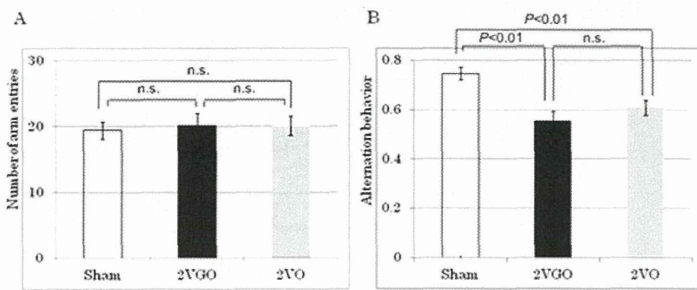 A
Number of arm entries
30
20
10
0
n.s.
n.s.
n.s.
Sham
2VGO
2VO
B
Alternation behavior
0.8
0.6
0.4
0.2
0
P<0.01
P<0.01
n.s.
Sham
2VGO
2VO